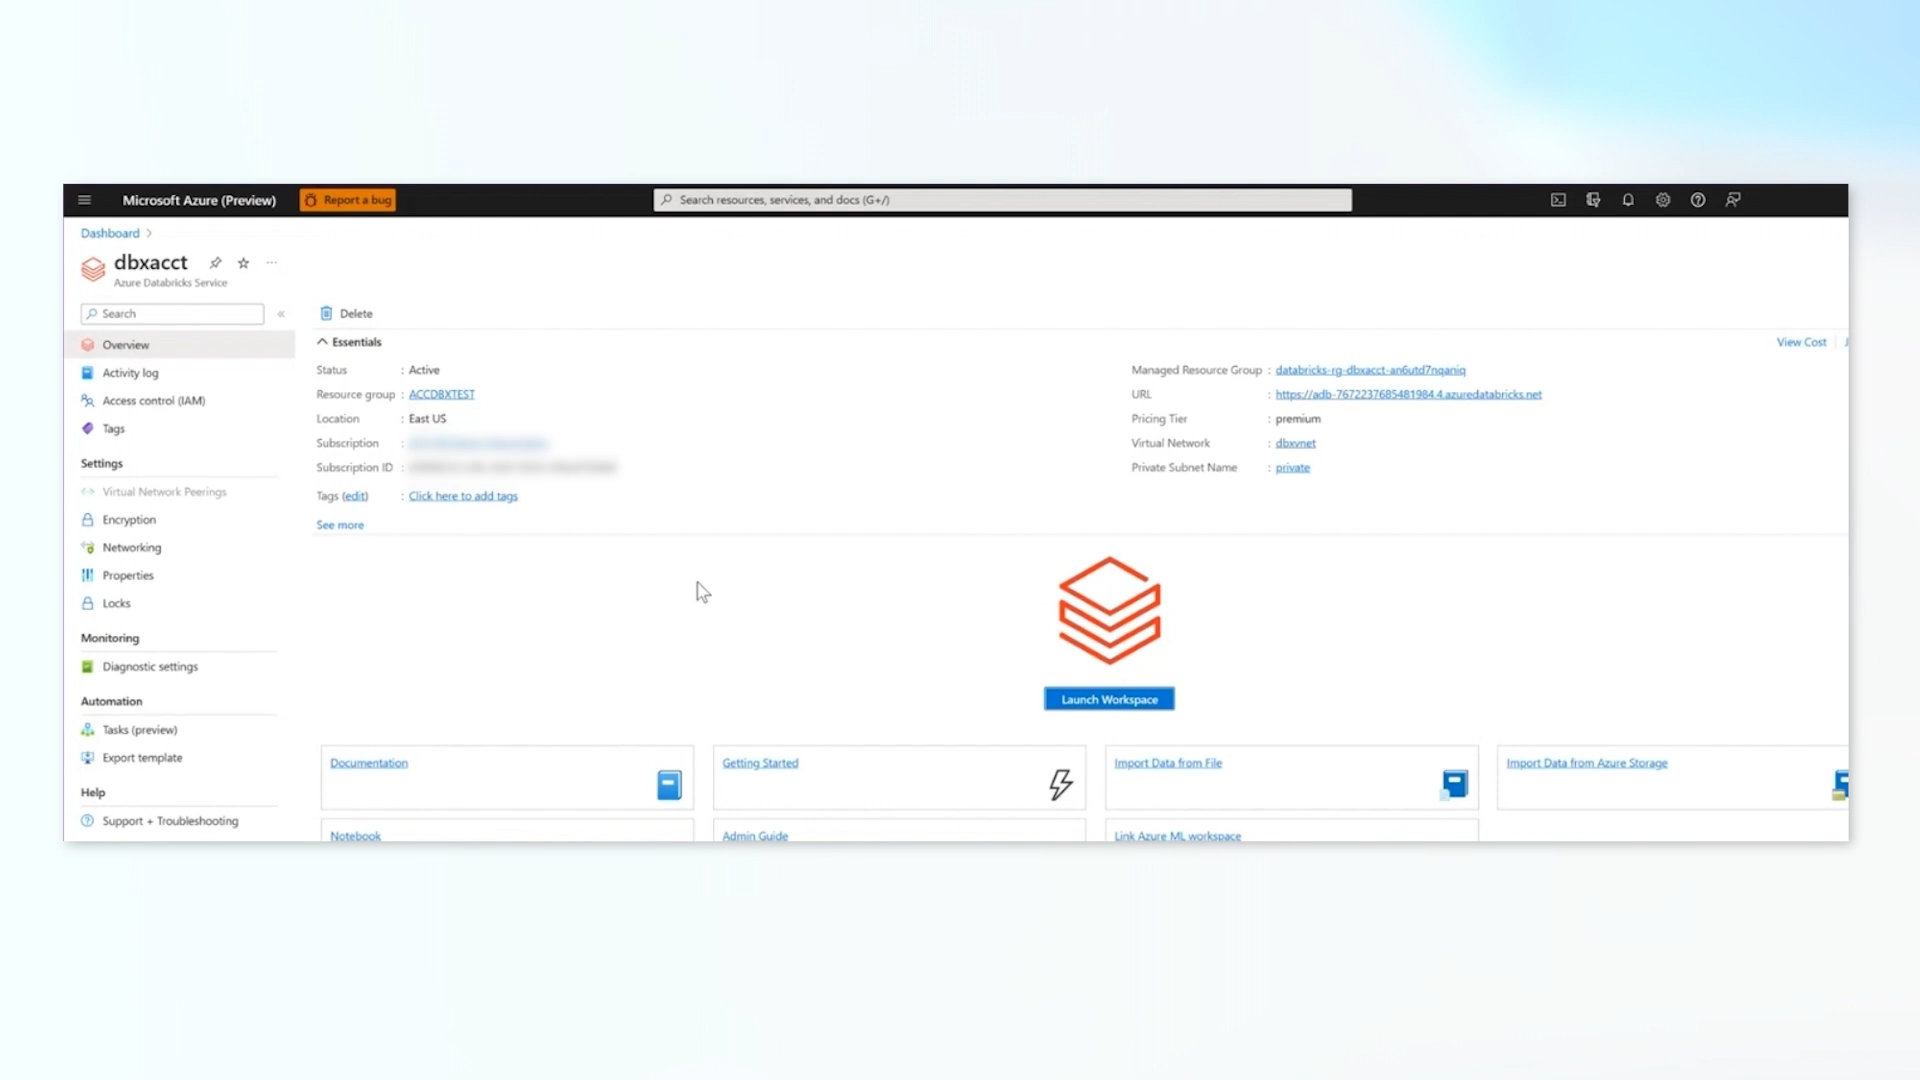 Microsoft Azure (Preview)
Report a bug
Search resources, services, and docs (G+/)
Dashboard
dbxacct
Azure Databricks Service
Search
Delete
Overview
Activity log
Access control (IAM)
Tags
Settings
Virtual Network Peerings
Encryption
Networking
Properties
Locks
Monitoring
Diagnostic settings
Automation
Tasks (preview)
Export template
Help
Support + Troubleshooting
Essentials
View Cost
Status : Active
Resource group : ACCDBXTEST
Location : East US
Subscription :
Subscription ID :
Tags (edit) : Click here to add tags
See more
Managed Resource Group : databricks-rg-dbxacct-an6utd7nqaniq
URL : https://adb-7672237685481984.4.azuredatabricks.net
Pricing Tier : premium
Virtual Network : dbxvnet
Private Subnet Name : private
Launch Workspace
Documentation
Getting Started
Import Data from File
Import Data from Azure Storage
Notebook
Admin Guide
Link Azure ML workspace